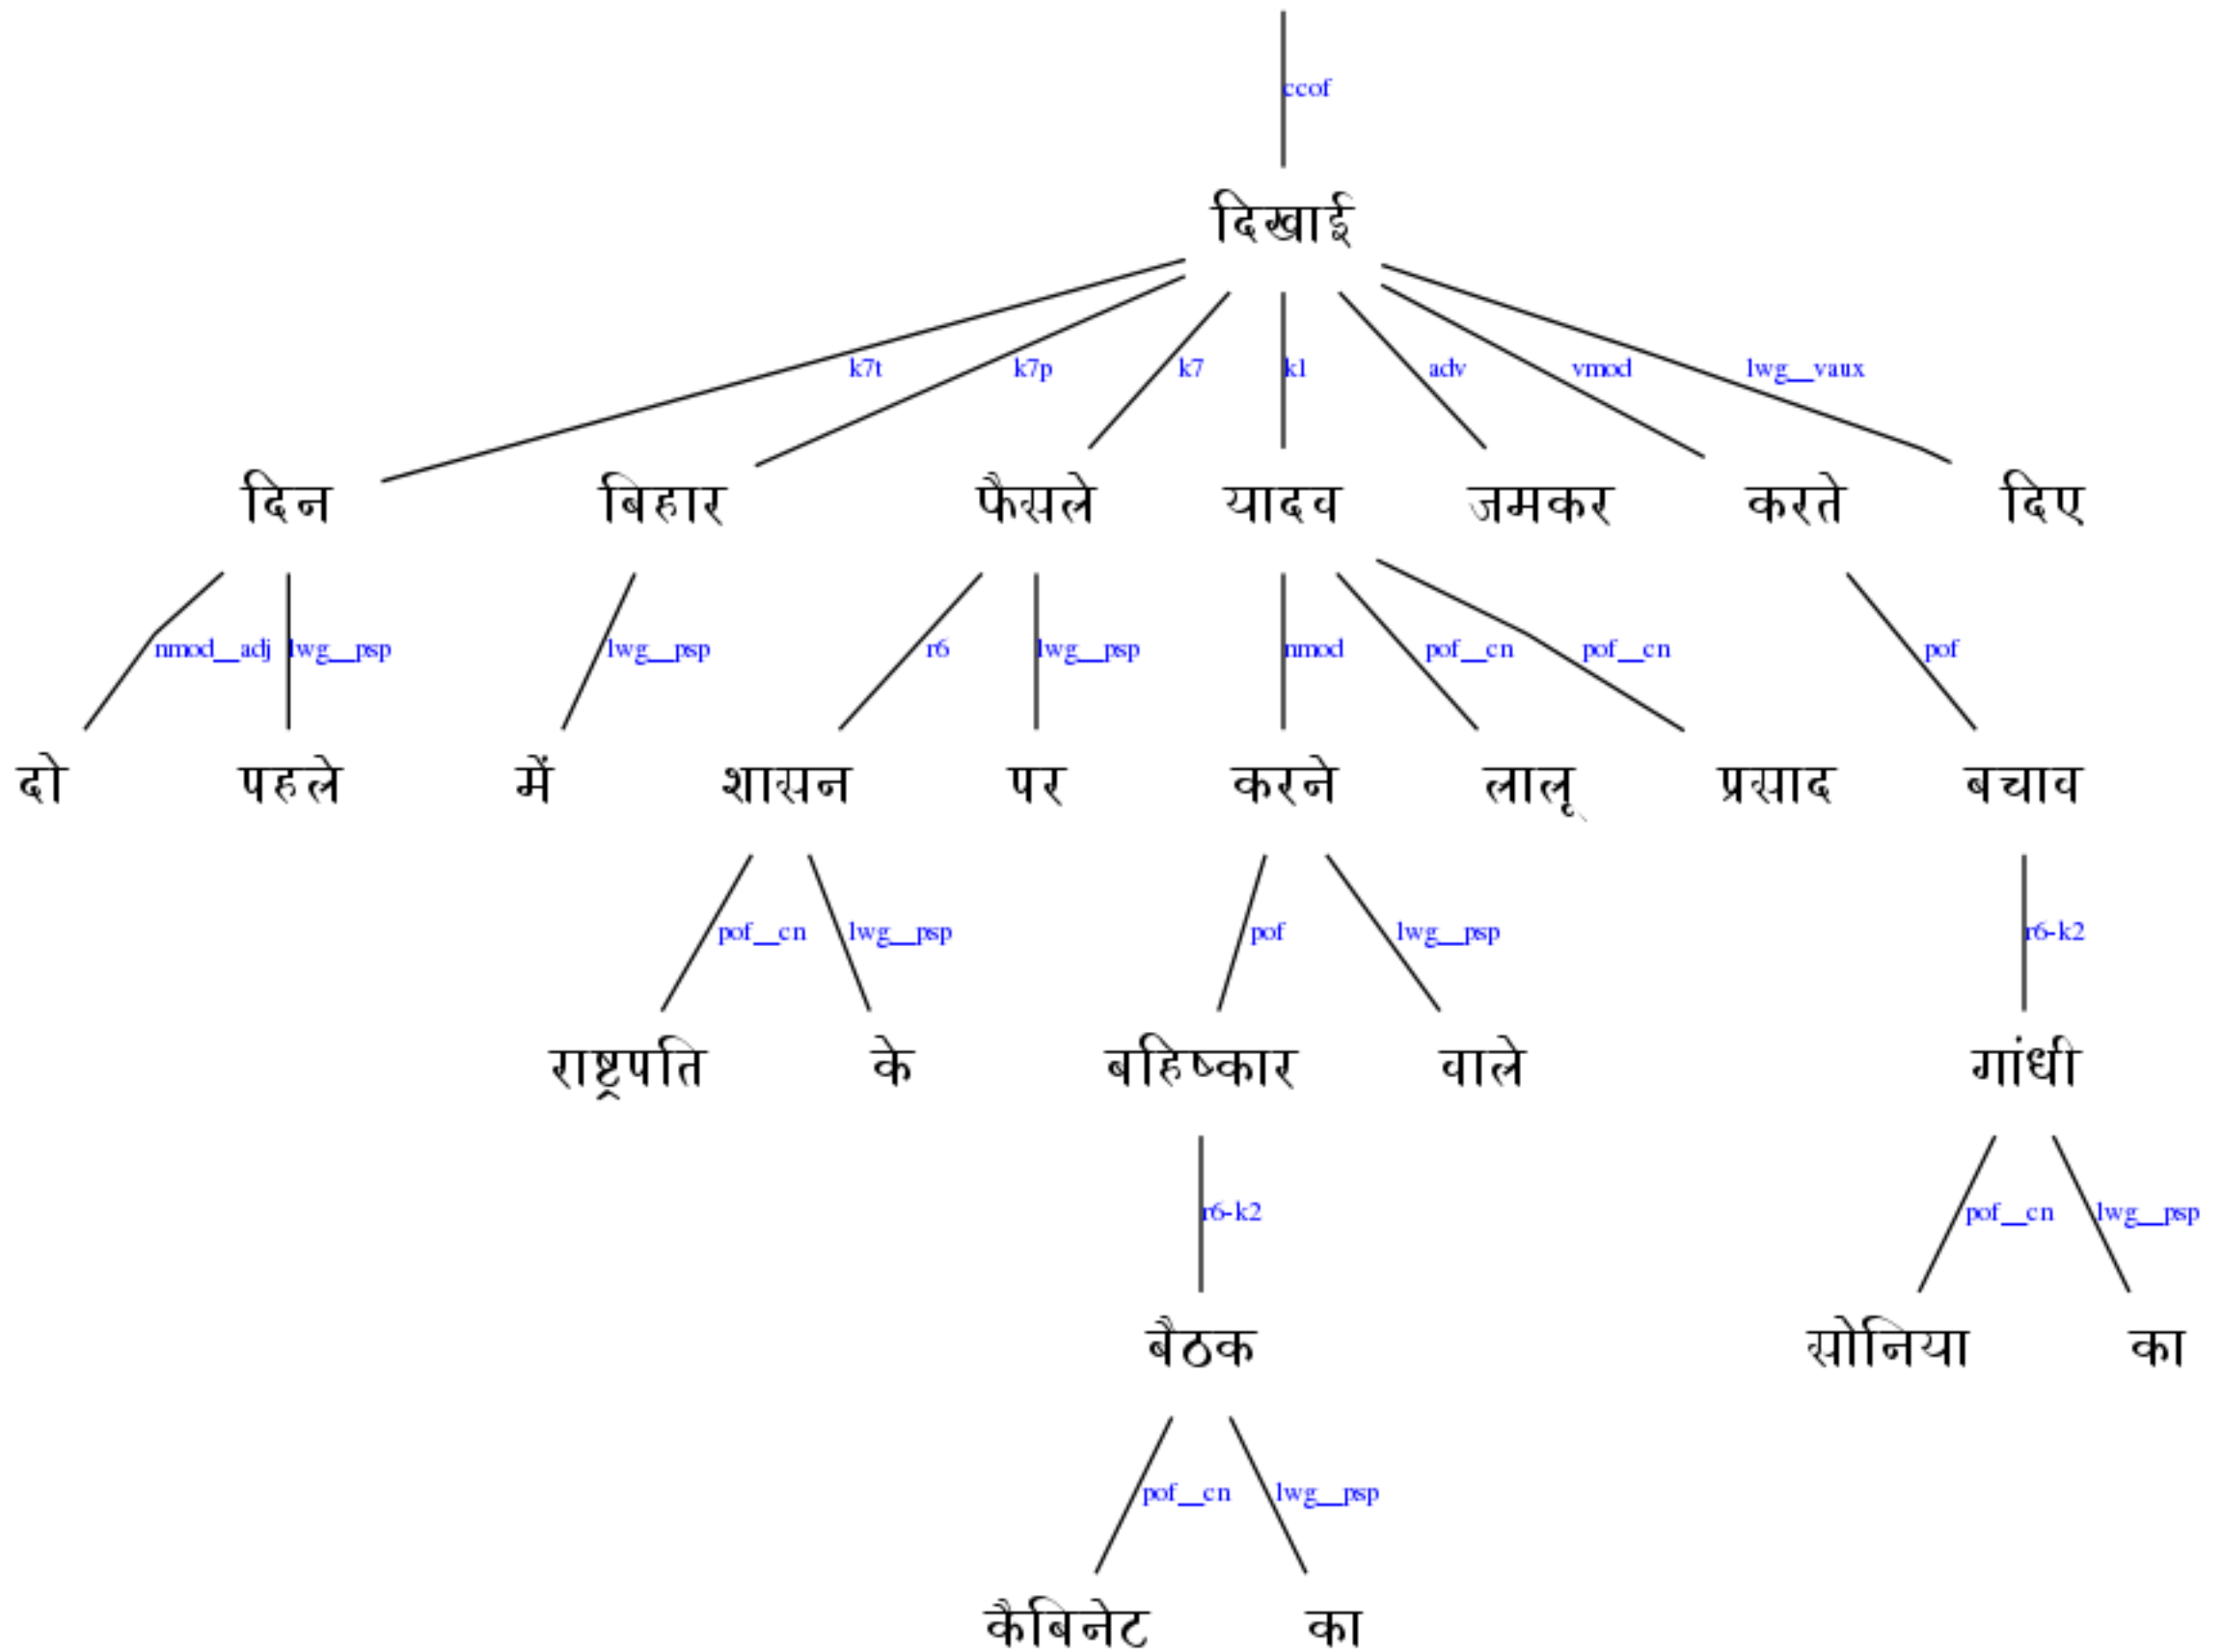 ccof
दिखाई
k7t k7p k7 k1 adv vmod lwg__vaux
दिन बिहार फैसले यादव जमकर करते दिए
nmod__adj lwg__psp lwg__psp r6 lwg__psp nmod pof__cn pof__cn pof
दो पहले में शासन पर करने लालू प्रसाद बचाव
pof__cn lwg__psp pof lwg__psp r6-k2
राष्ट्रपति के बहिष्कार वाले गांधी
r6-k2 pof__cn lwg__psp
बैठक सोनिया का
pof__cn lwg__psp
कैबिनेट का